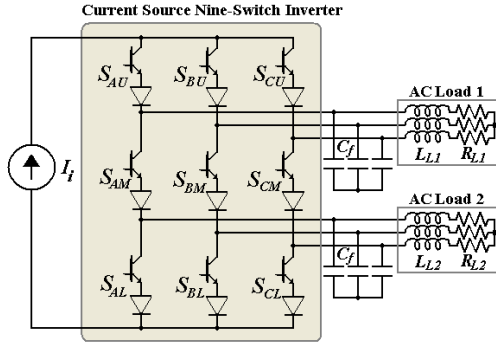 Current Source Nine-Switch Inverter
S_AU S_BU S_CU
AC Load 1
C_f
L_L1 R_L1
I_i
S_AM S_BM S_CM
AC Load 2
C_f
L_L2 R_L2
S_AL S_BL S_CL